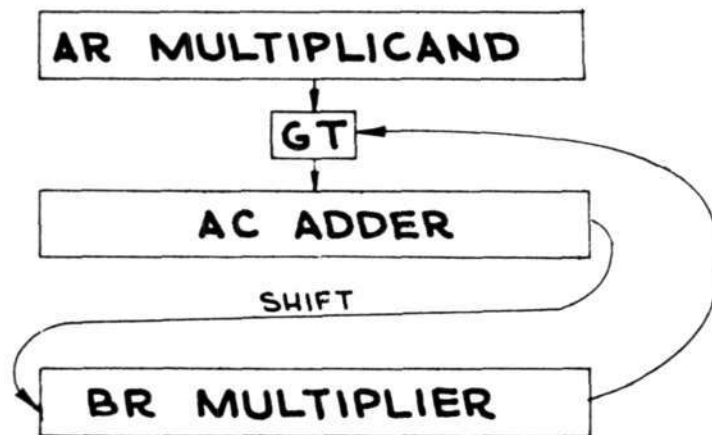 AR MULTIPLICAND
GT
AC ADDER
SHIFT
BR MULTIPLIER